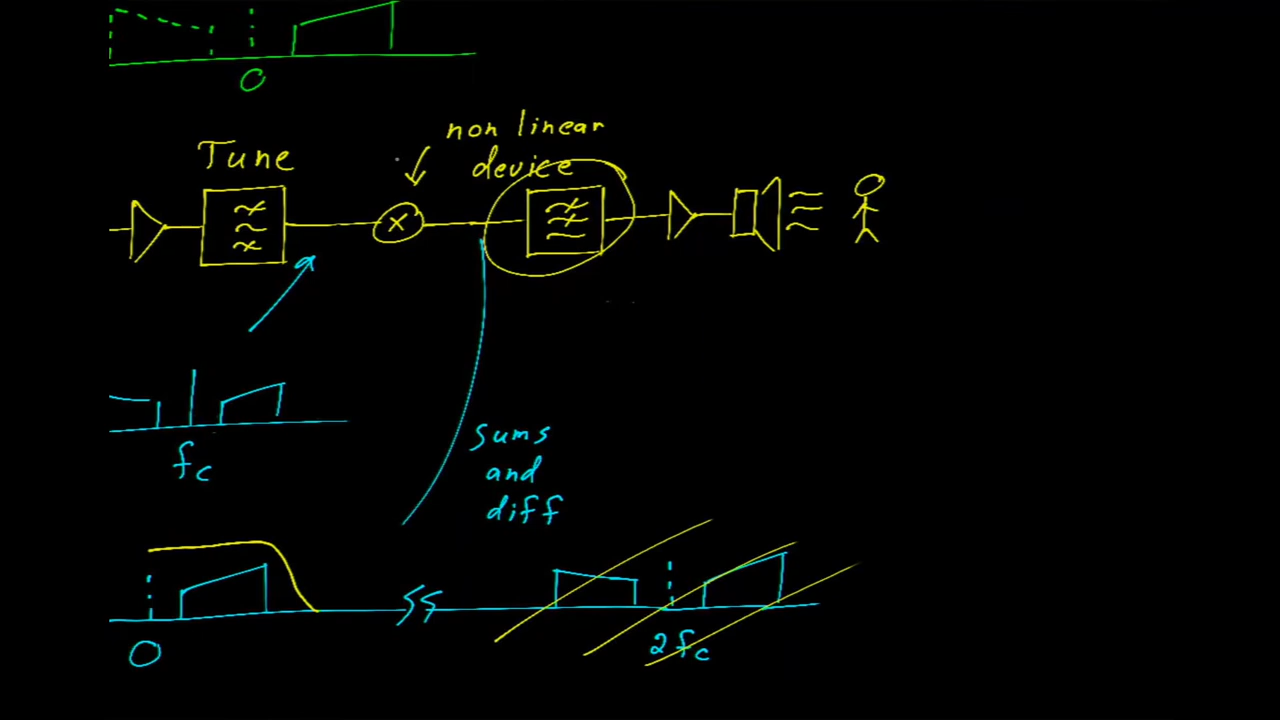 0
Tune
non linear
device
x
fc
sums
and
diff
0
2fc